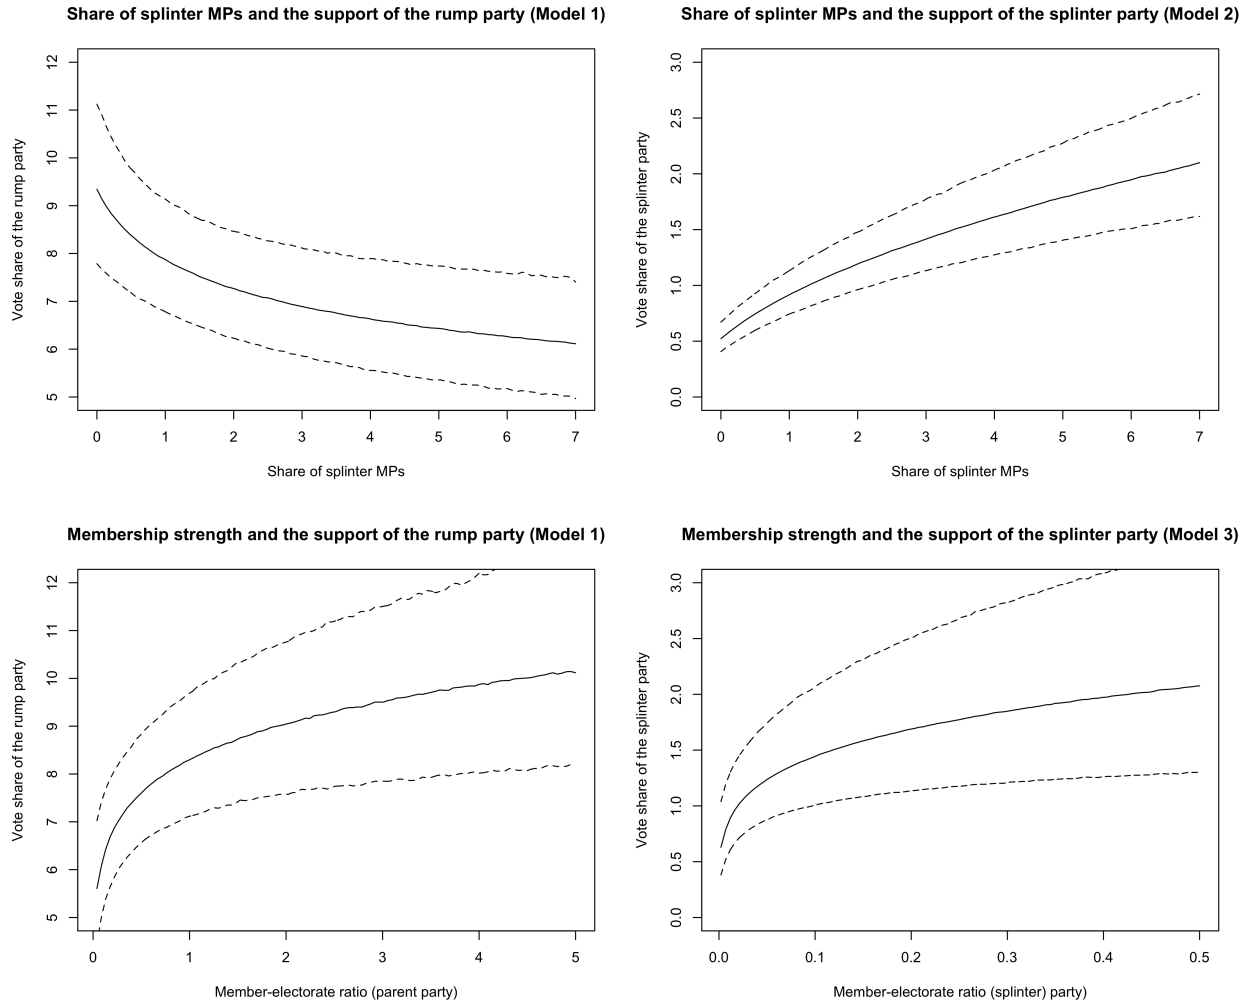 Share of splinter MPs and the support of the rump party (Model 1)
Vote share of the rump party
12
11
10
9
8
7
6
5
0 1 2 3 4 5 6 7
Share of splinter MPs
Share of splinter MPs and the support of the splinter party (Model 2)
Vote share of the splinter party
3.0
2.5
2.0
1.5
1.0
0.5
0.0
0 1 2 3 4 5 6 7
Share of splinter MPs
Membership strength and the support of the rump party (Model 1)
Vote share of the rump party
12
11
10
9
8
7
6
5
0 1 2 3 4 5
Member-electorate ratio (parent party)
Membership strength and the support of the splinter party (Model 3)
Vote share of the splinter party
3.0
2.5
2.0
1.5
1.0
0.5
0.0
0.0 0.1 0.2 0.3 0.4 0.5
Member-electorate ratio (splinter) party)